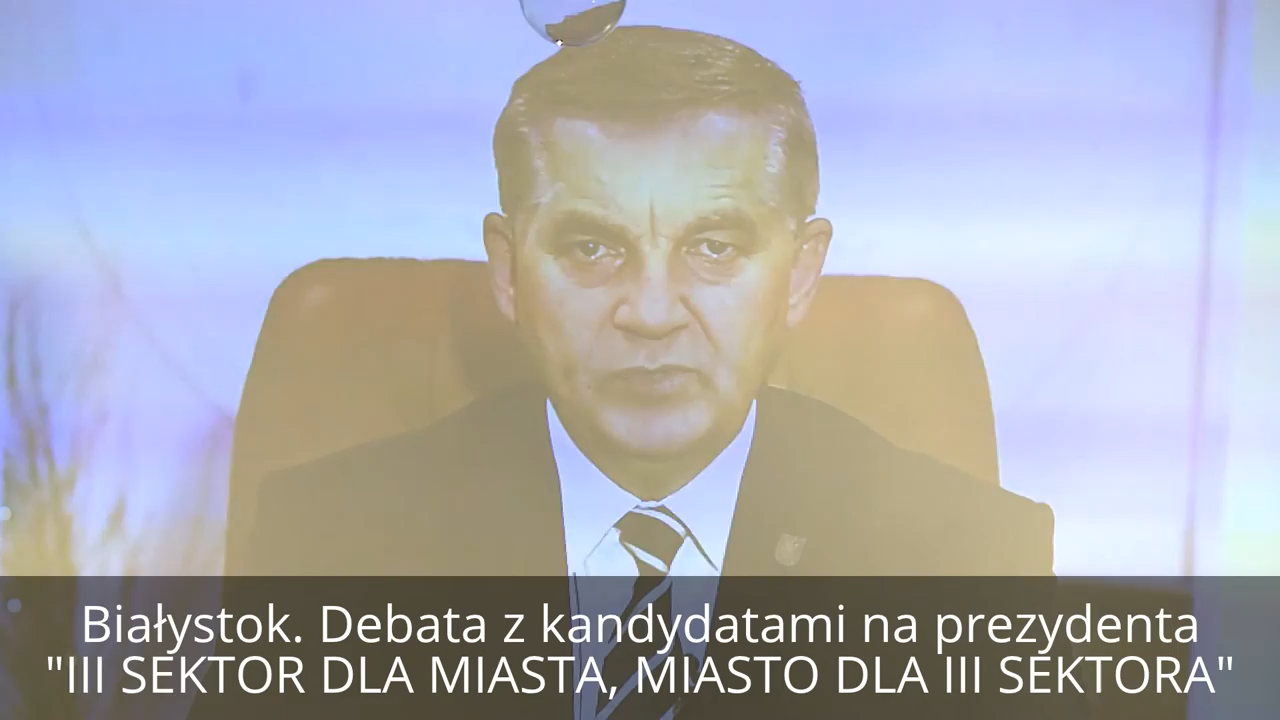 Białystok. Debata z kandydatami na prezydenta
"III SEKTOR DLA MIASTA, MIASTO DLA III SEKTORA"